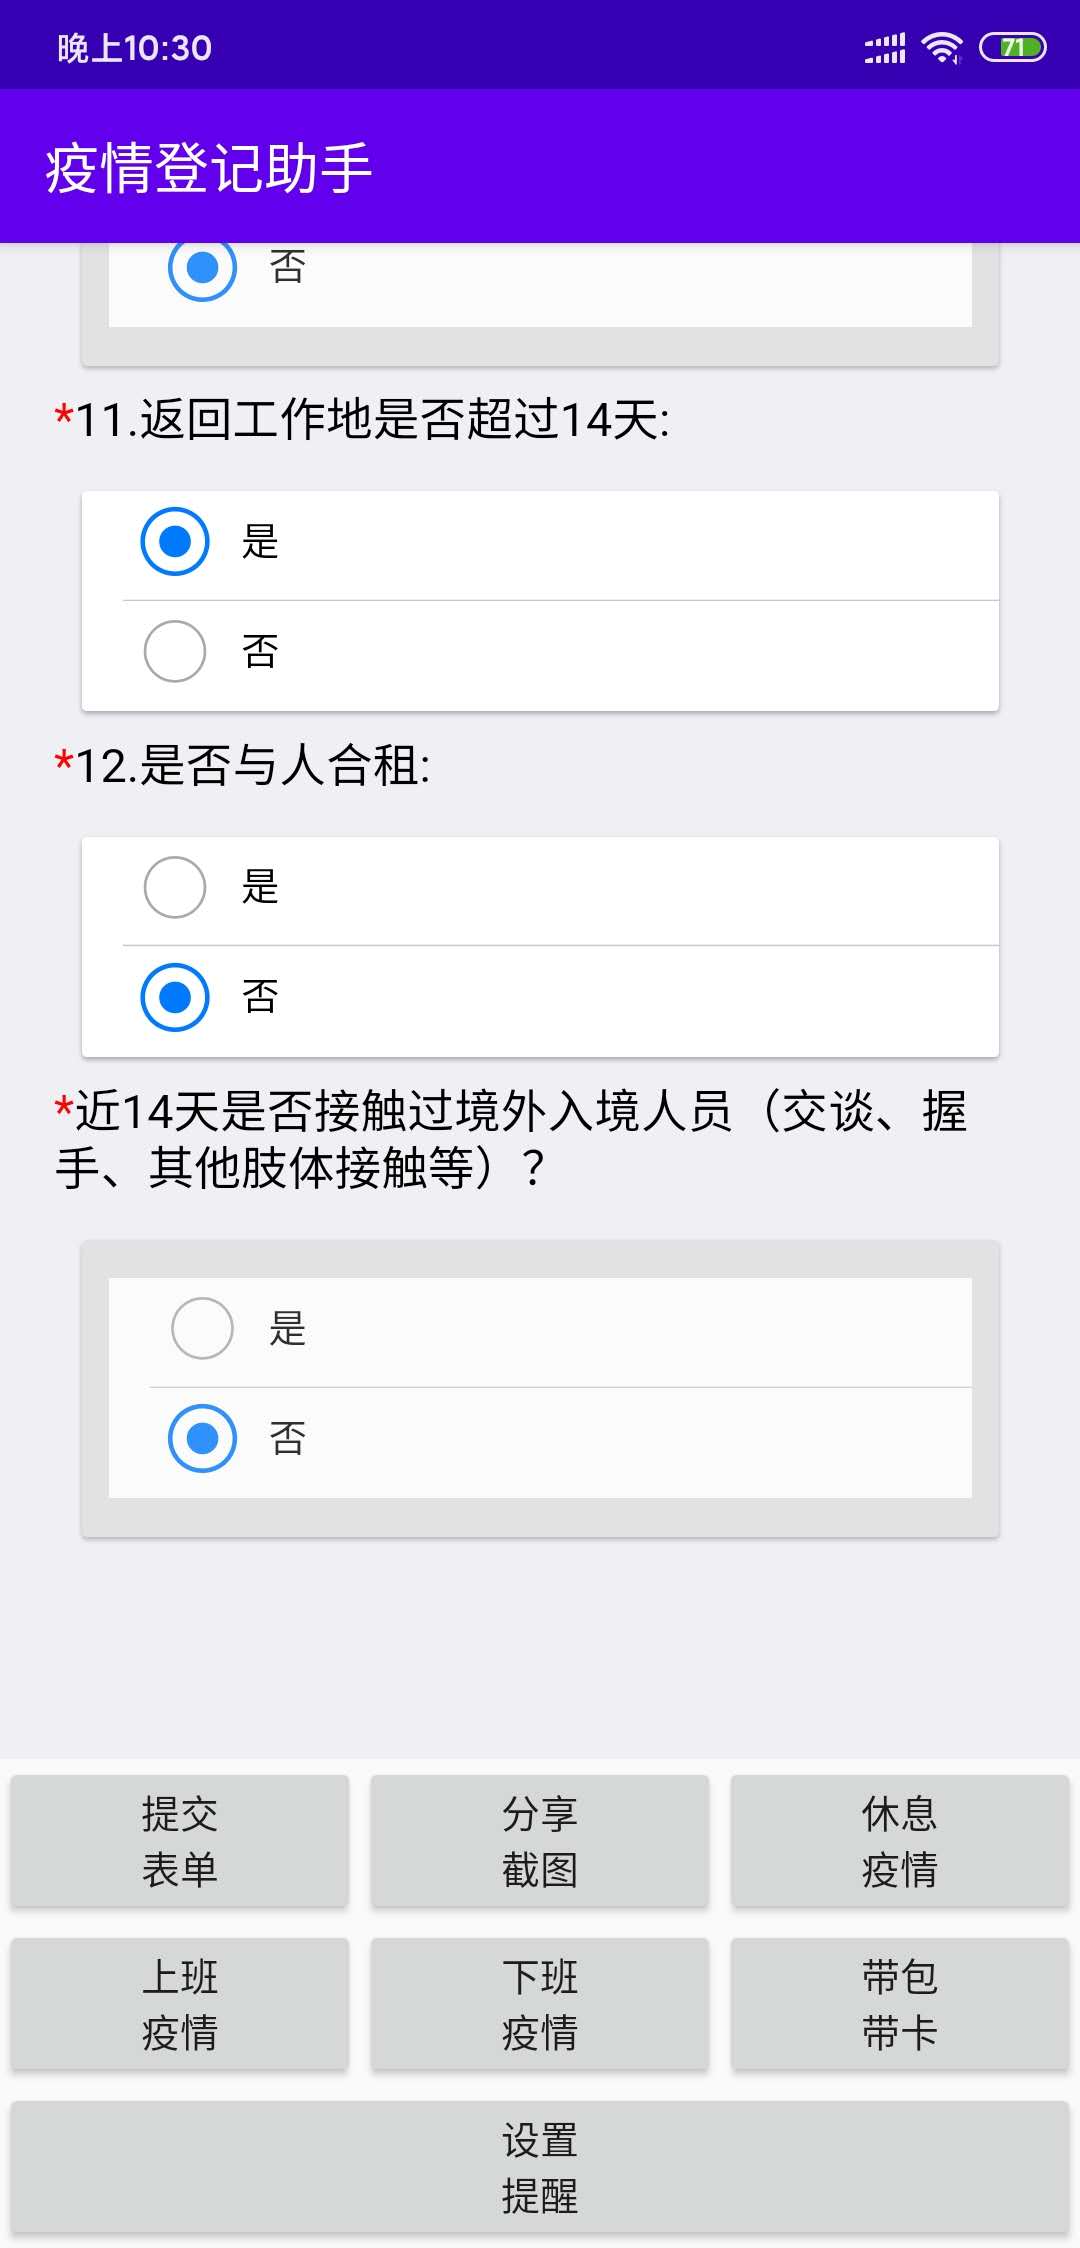 晚上10:30
71
疫情登记助手
否
*11.返回工作地是否超过14天:
是
否
*12.是否与人合租:
是
否
*近14天是否接触过境外入境人员（交谈、握
手、其他肢体接触等）？
是
否
提交
表单
分享
截图
休息
疫情
上班
疫情
下班
疫情
带包
带卡
设置
提醒